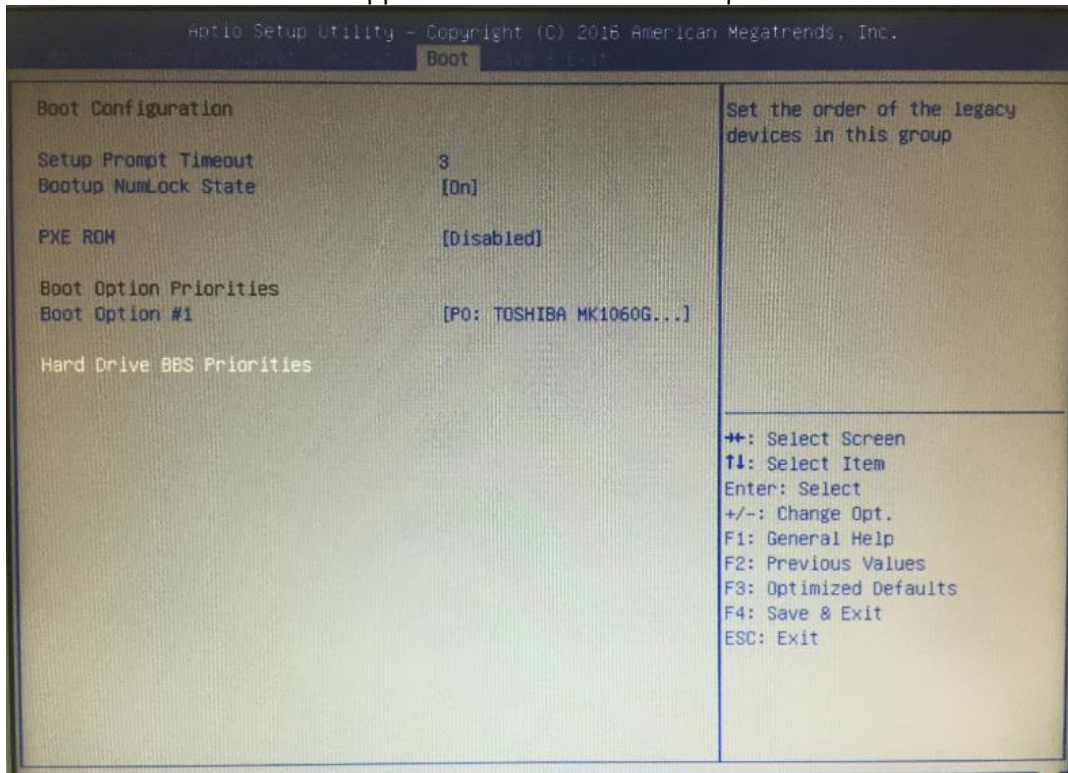 Aptio Setup Utility - Copyright (C) 2016 American Megatrends, Inc.
Boot Save & Exit
Boot Configuration
Setup Prompt Timeout 3
Bootup NumLock State [On]
PXE ROM [Disabled]
Boot Option Priorities
Boot Option #1 [P0: TOSHIBA MK1060G...]
Hard Drive BBS Priorities
Set the order of the legacy
devices in this group
→←: Select Screen
↑↓: Select Item
Enter: Select
+/-: Change Opt.
F1: General Help
F2: Previous Values
F3: Optimized Defaults
F4: Save & Exit
ESC: Exit